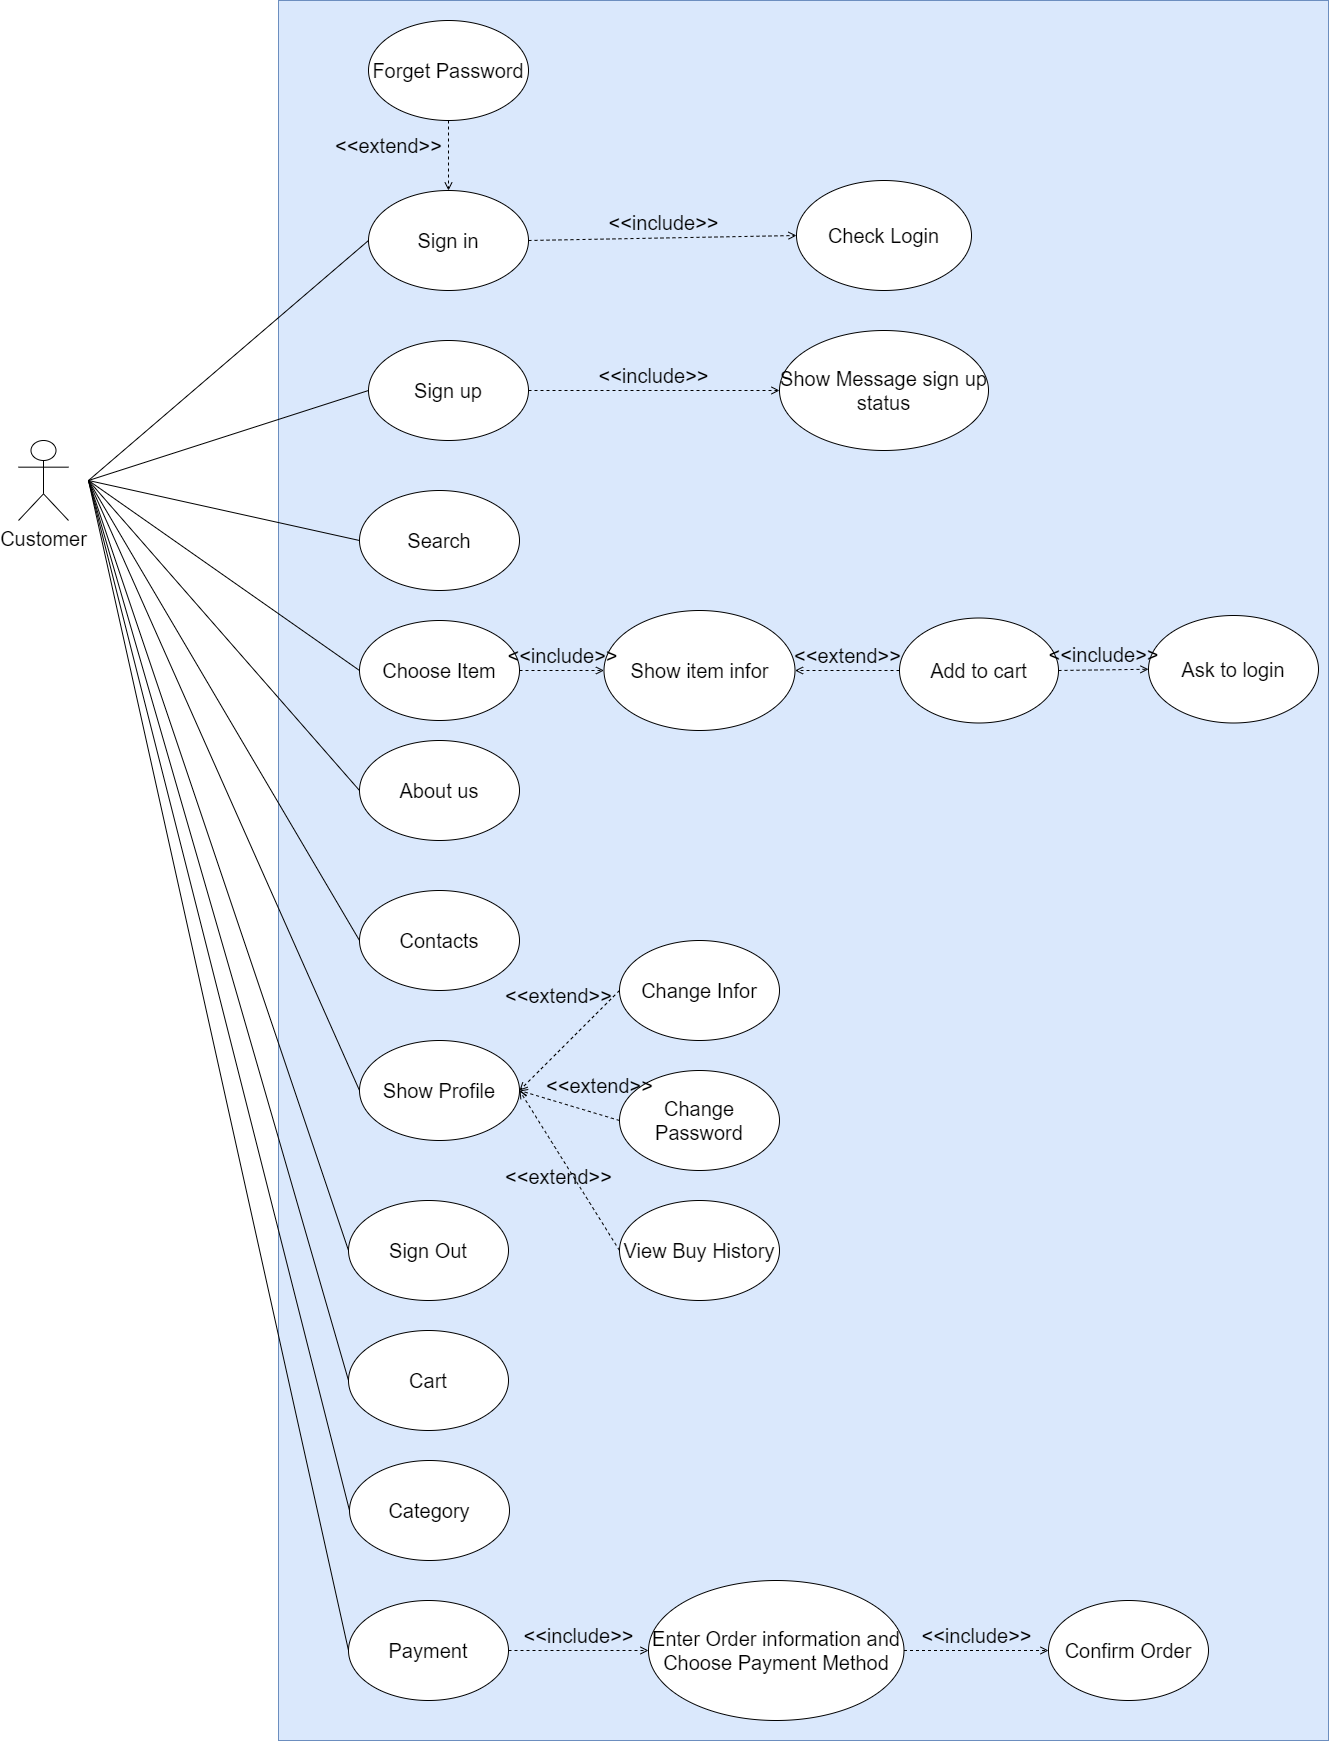 Forget Password
<<extend>>
Sign in
<<include>>
Check Login
Sign up
<<include>>
Show Message sign up
status
Customer
Search
Choose Item
<<include>>
Show item infor
<<extend>>
Add to cart
<<include>>
Ask to login
About us
Contacts
<<extend>>
Change Infor
Show Profile
<<extend>>
Change
Password
<<extend>>
View Buy History
Sign Out
Cart
Category
Payment
<<include>>
Enter Order information and
Choose Payment Method
<<include>>
Confirm Order